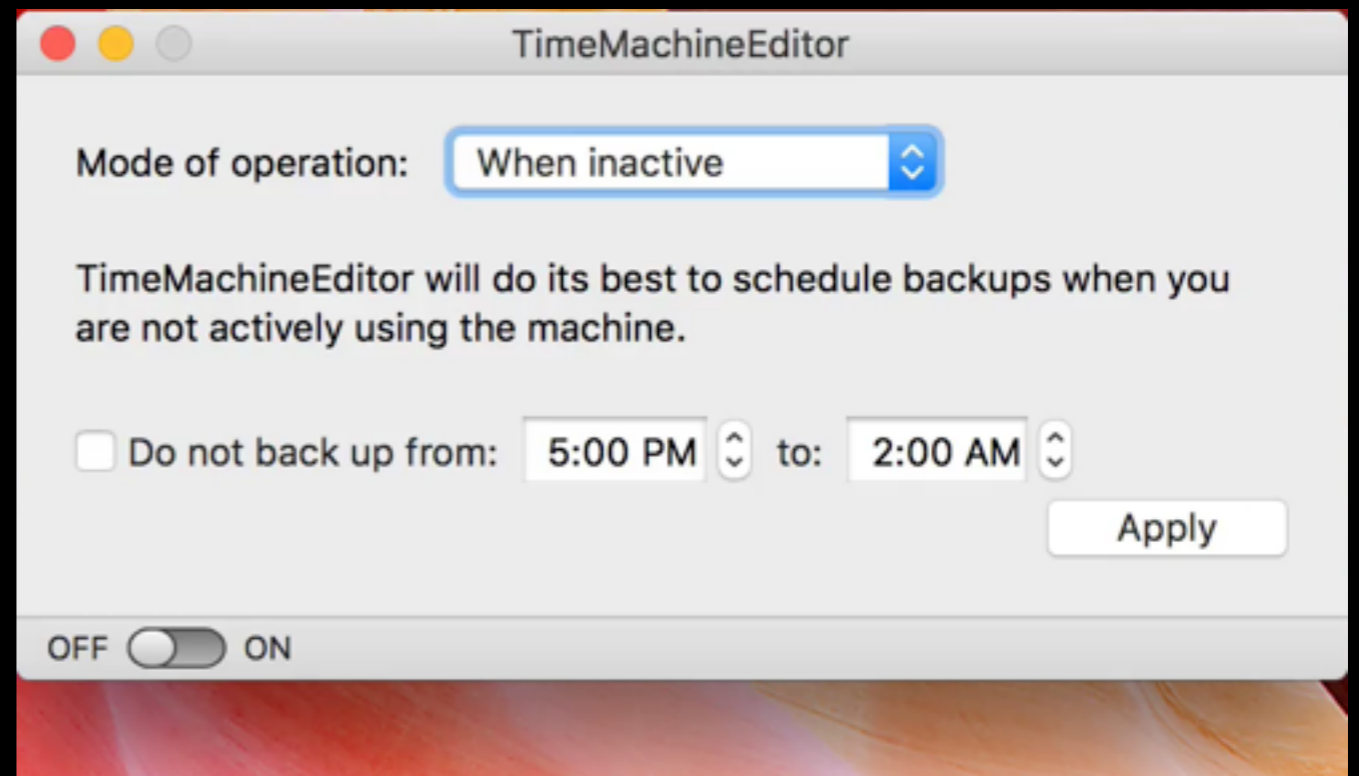 TimeMachineEditor
Mode of operation: When inactive
TimeMachineEditor will do its best to schedule backups when you
are not actively using the machine.
Do not back up from: 5:00 PM to: 2:00 AM
Apply
OFF ON